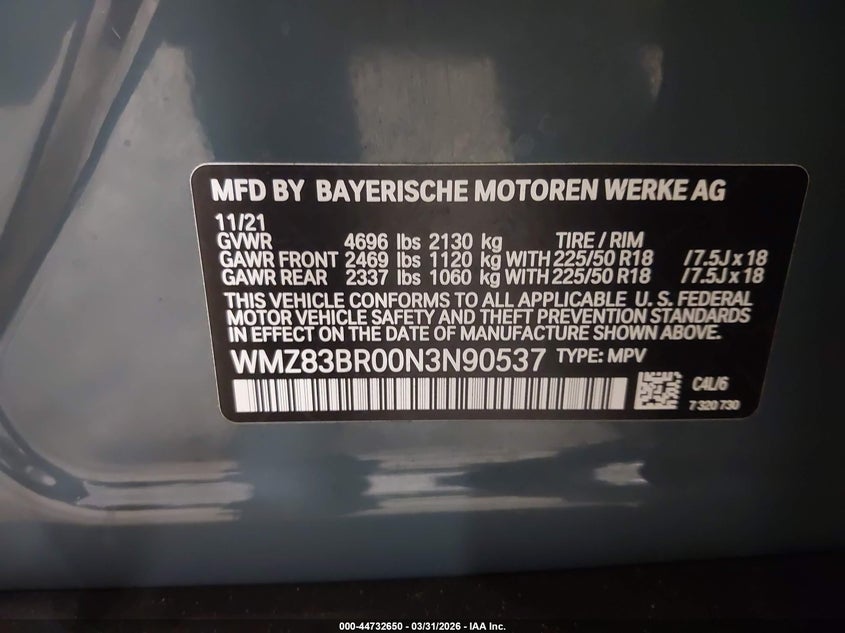 MFD BY BAYERISCHE MOTOREN WERKE AG
11/21
GVWR 4696 lbs 2130 kg TIRE / RIM
GAWR FRONT 2469 lbs 1120 kg WITH 225/50 R18 /7.5J x 18
GAWR REAR 2337 lbs 1060 kg WITH 225/50 R18 /7.5J x 18
THIS VEHICLE CONFORMS TO ALL APPLICABLE U. S. FEDERAL
MOTOR VEHICLE SAFETY AND THEFT PREVENTION STANDARDS
IN EFFECT ON THE DATE OF MANUFACTURE SHOWN ABOVE.
WMZ83BR00N3N90537 TYPE: MPV
C4L/6
7 320 730
000-44732650 - 03/31/2026 - IAA Inc.